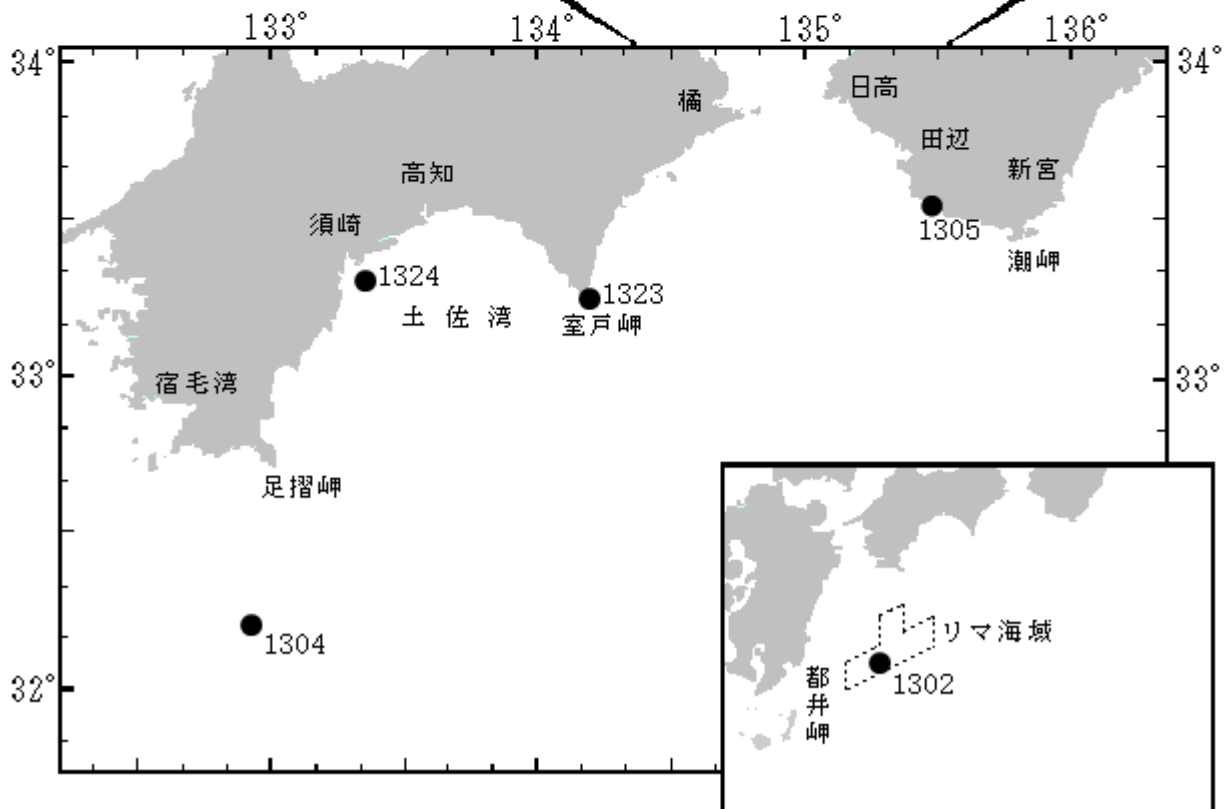 133° 134° 135° 136°
34° 34°
橘 日高
田辺
高知 新宮
須崎
1305
潮岬
1324 1323
土佐湾 室戸岬
33° 33°
宿毛湾
足摺岬
1304
リマ海域
1302
都井岬
32°